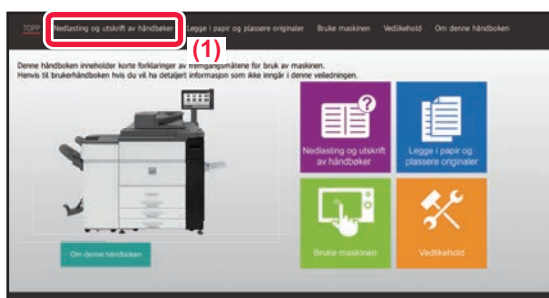 TOPP Nedlasting og utskrift av håndbøker Legge i papir og plassere originaler Bruke maskinen Vedlikehold Om denne håndboken
(1)
Denne håndboken inneholder korte forklaringer av fremgangsmåtene for bruk av maskinen.
Henvis til brukerhåndboken hvis du vil ha detaljert informasjon som ikke inngår i denne veiledningen.
Nedlasting og utskrift
av håndbøker
Legge i papir og
plassere originaler
Bruke maskinen
Vedlikehold
Om denne håndboken